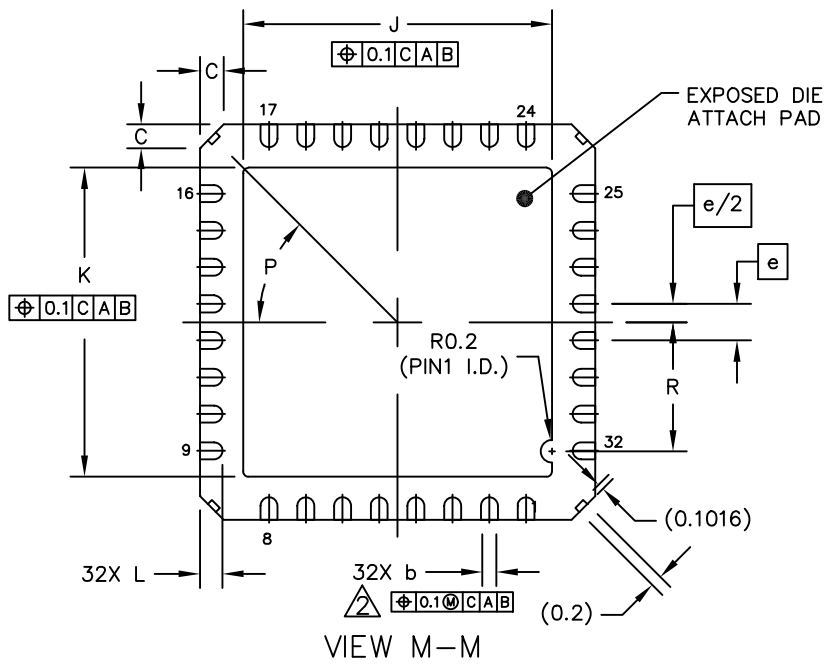 J
⌖ 0.1 C A B
C
17
24
EXPOSED DIE
ATTACH PAD
C
16
25
e/2
K
P
e
⌖ 0.1 C A B
R0.2
(PIN1 I.D.)
R
9
32
1
(0.1016)
8
32X L
32X b
2
⌖ 0.1 Ⓜ C A B
(0.2)
VIEW M–M